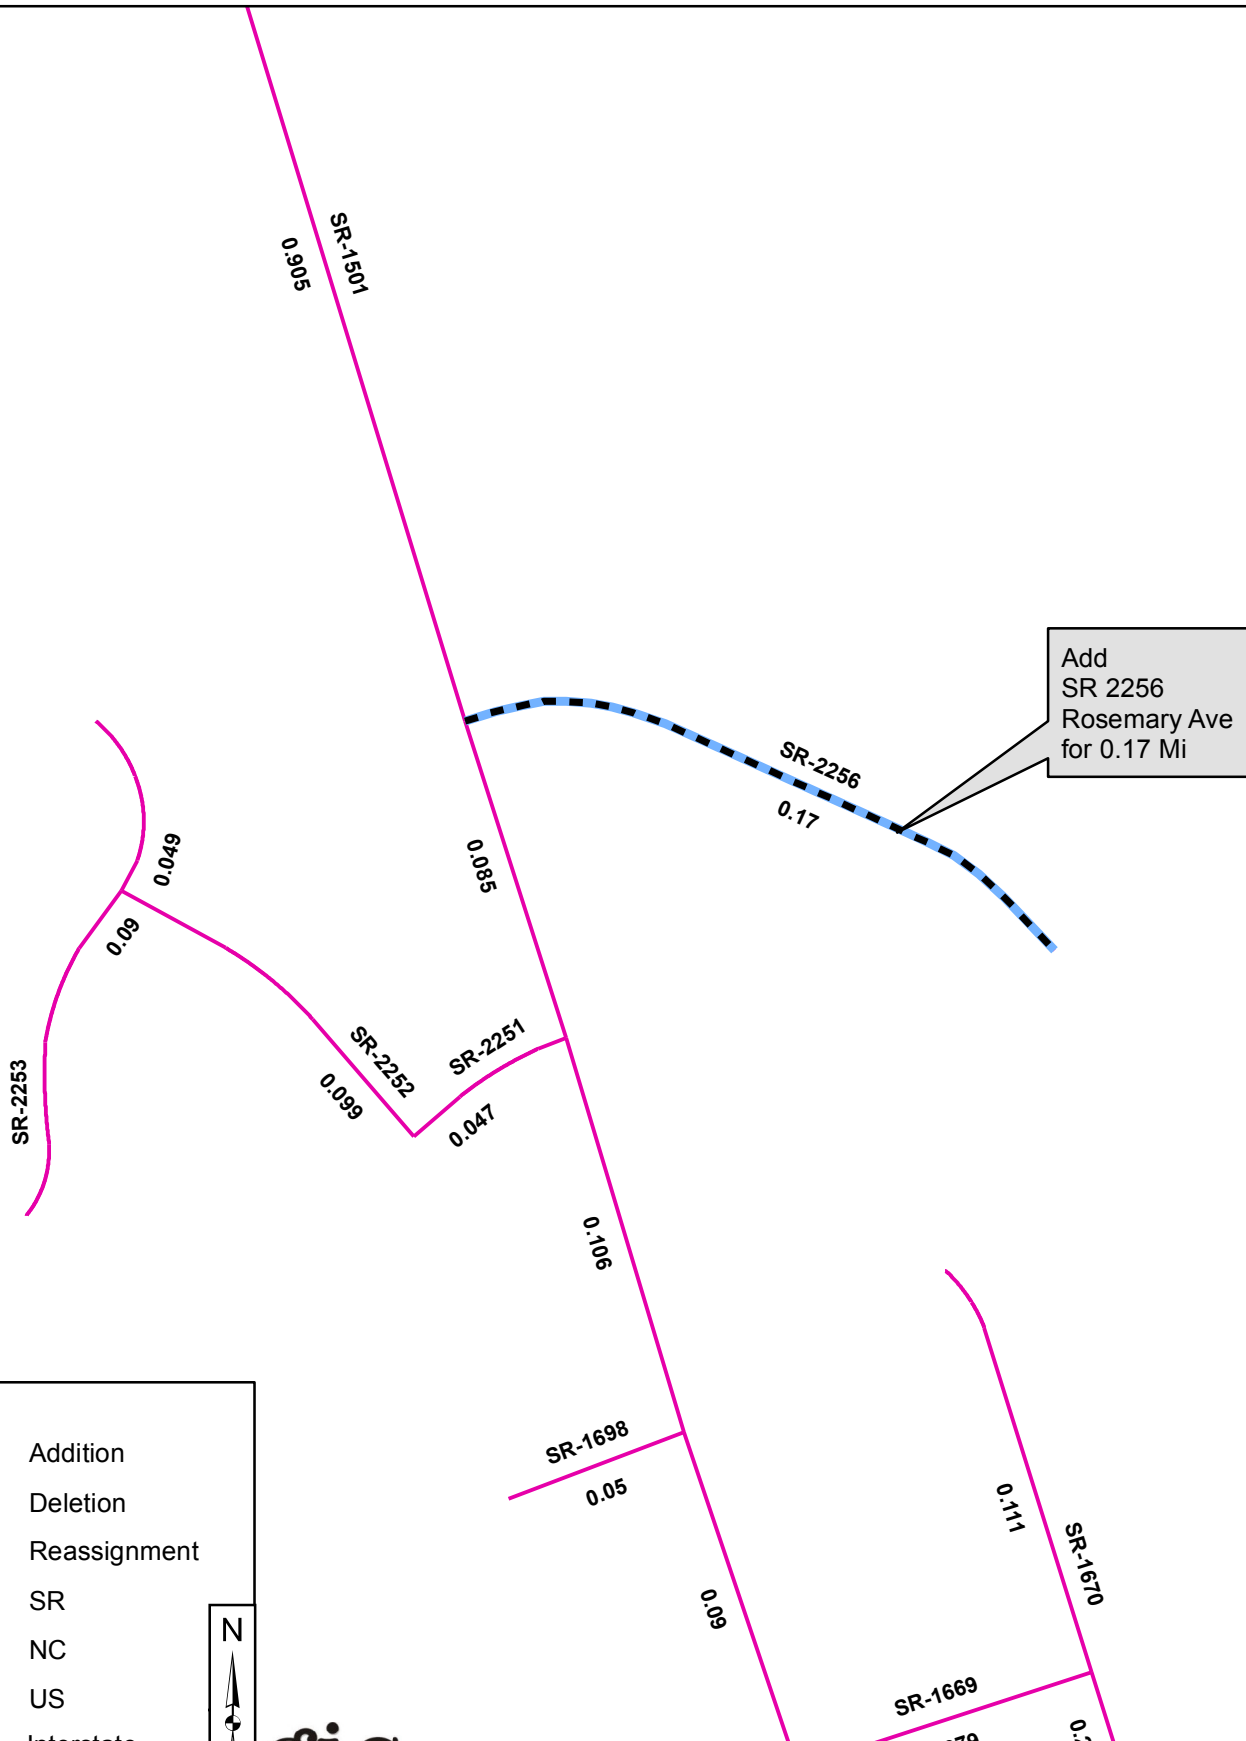 SR-1501
0.905
Add
SR 2256
Rosemary Ave
for 0.17 Mi
SR-2256
0.17
0.049
0.085
0.09
SR-2251
SR-2252
SR-2253
0.099
0.047
0.106
SR-1698
0.05
0.111
SR-1670
0.09
SR-1669
Addition
Deletion
Reassignment
SR
NC
US
Interstate
N